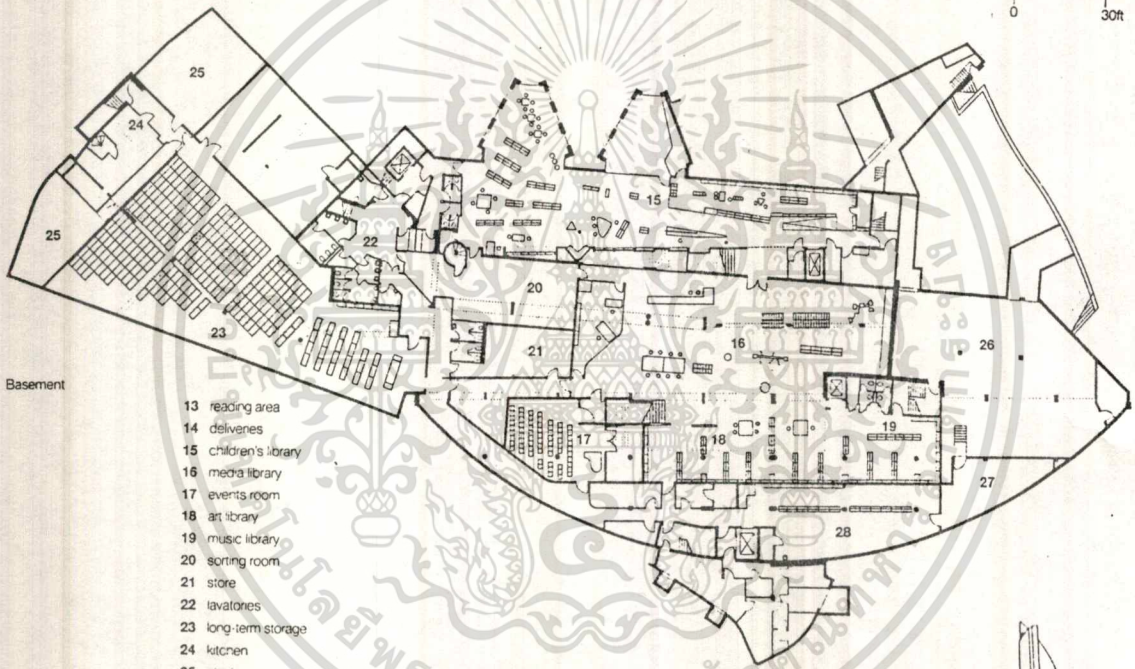 0 30ft
25
24
25
15
22
20
23
21
16
26
17
18
19
27
28
Basement
13 reading area
14 deliveries
15 children's library
16 media library
17 events room
18 art library
19 music library
20 sorting room
21 store
22 lavatories
23 long-term storage
24 kitchen